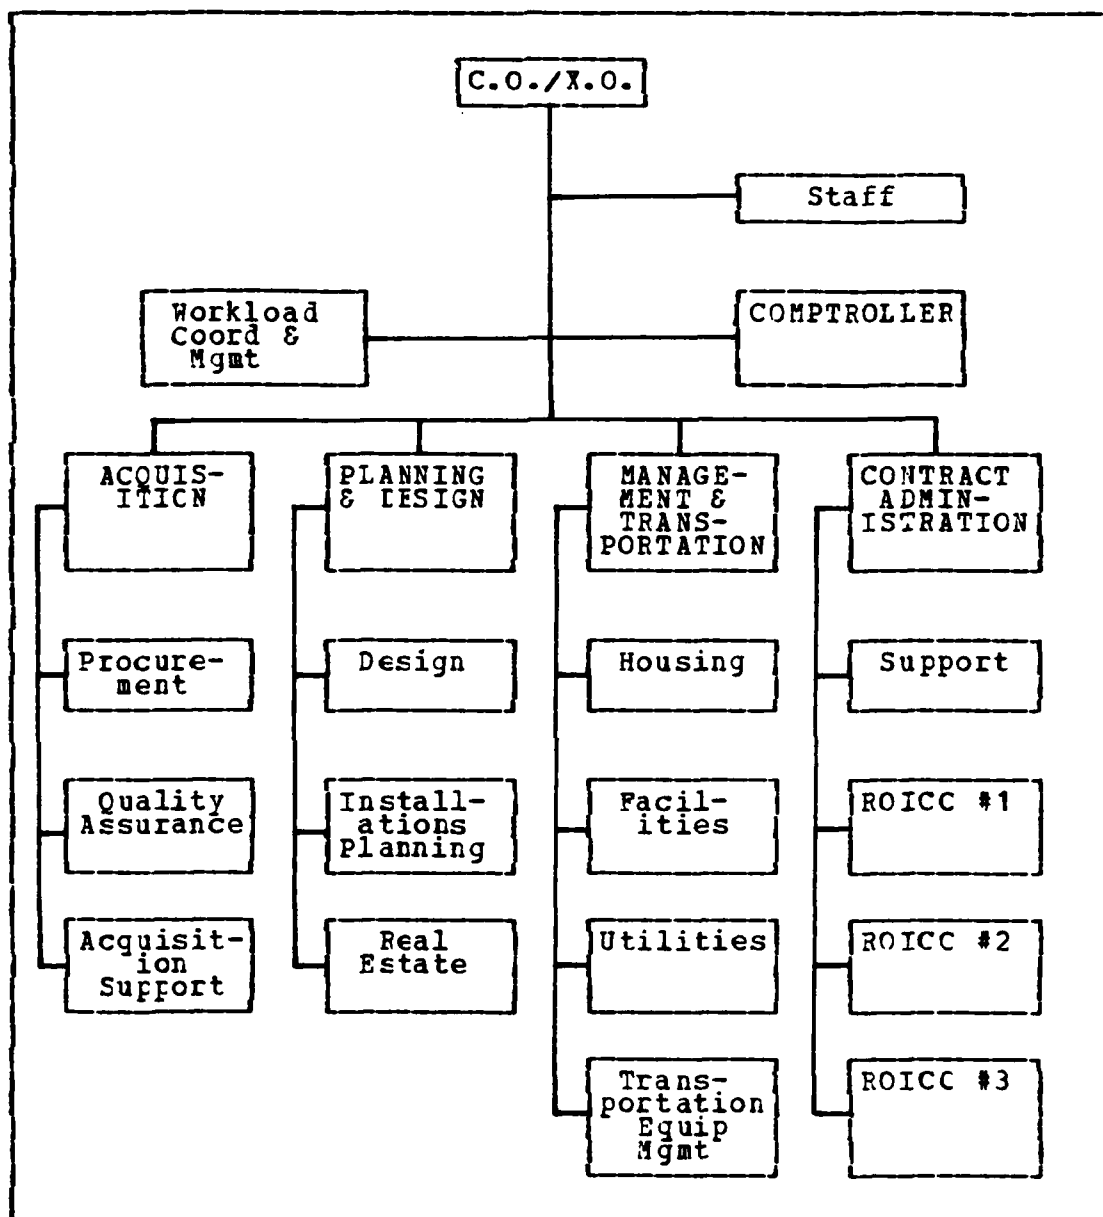 C.O./X.O.
Staff
Workload
Coord &
Mgmt
COMPTROLLER
ACQUIS-
ITION
PLANNING
& DESIGN
MANAGE-
MENT &
TRANS-
PORTATION
CONTRACT
ADMIN-
ISTRATION
Procure-
ment
Design
Housing
Support
Quality
Assurance
Install-
ations
Planning
Facil-
ities
ROICC #1
Acquisit-
ion
Support
Real
Estate
Utilities
ROICC #2
Trans-
portation
Equip
Mgmt
ROICC #3